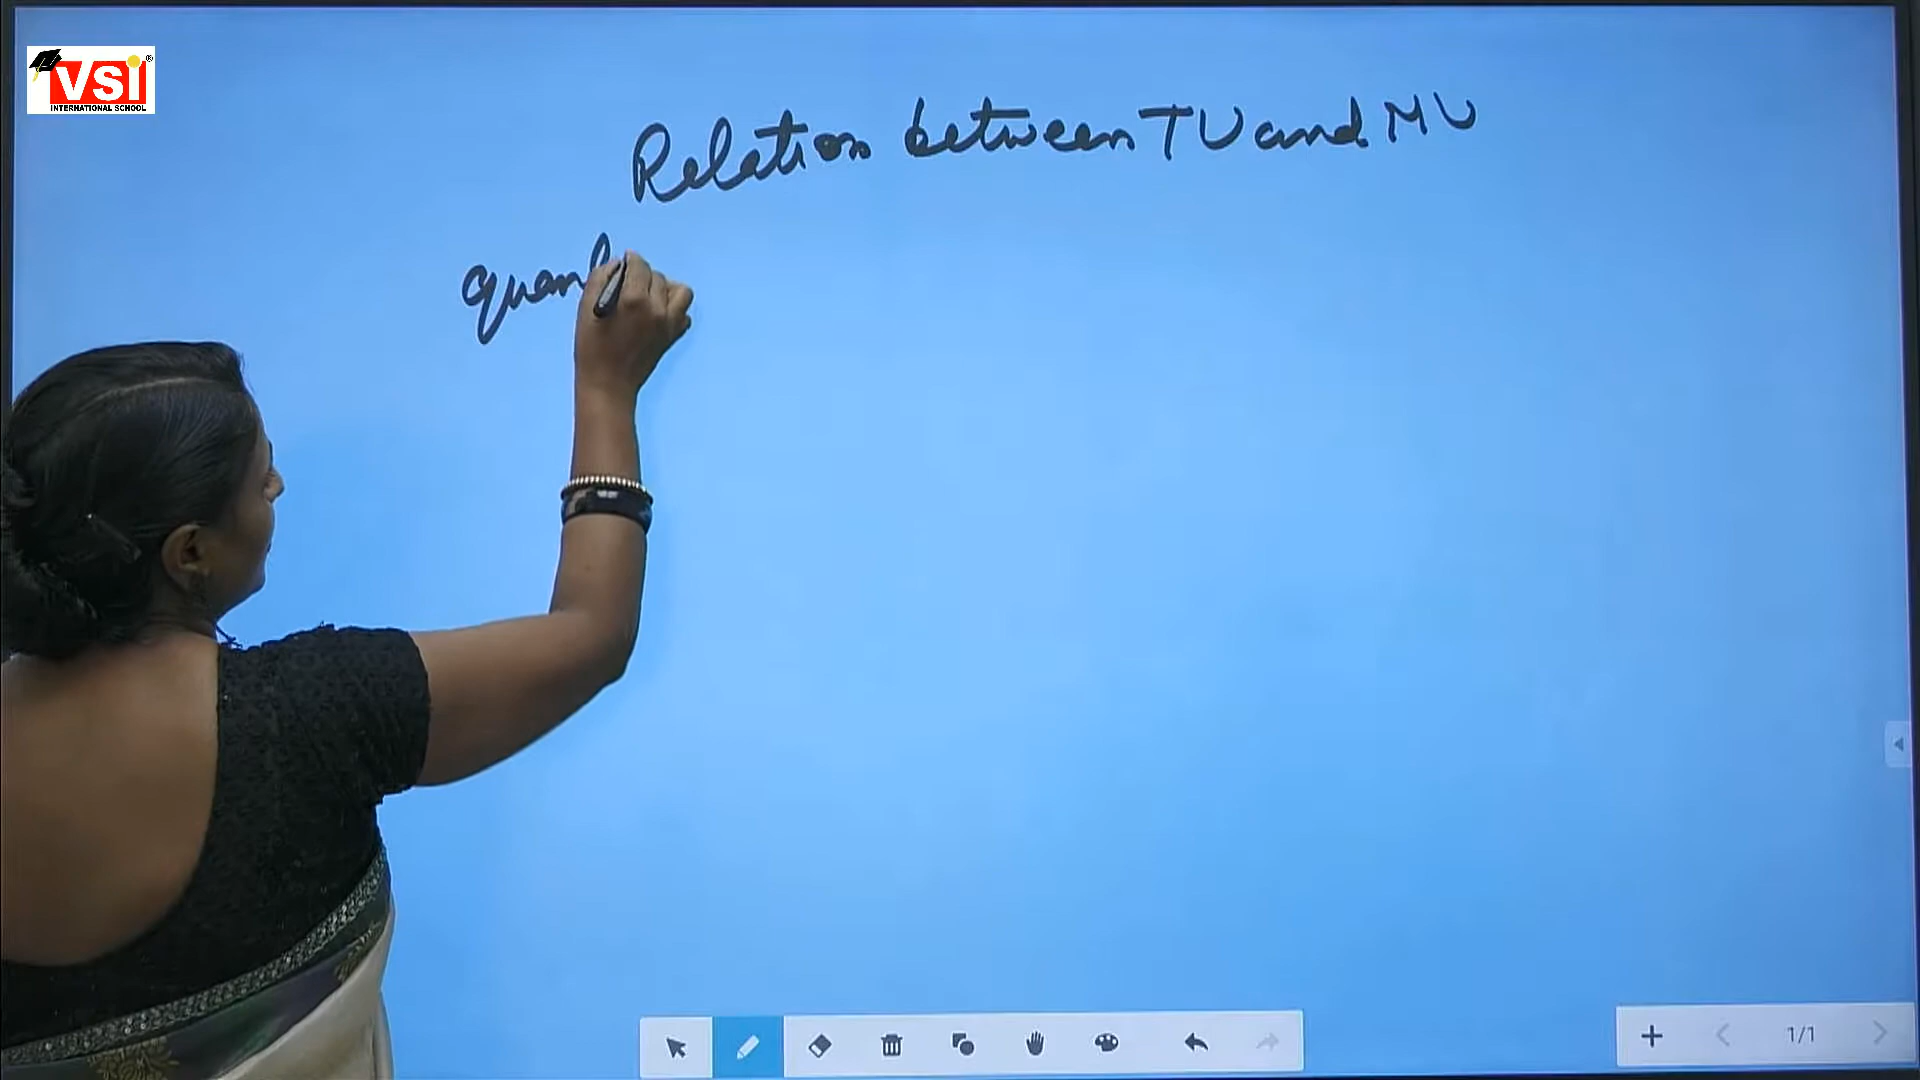 VSI®
INTERNATIONAL SCHOOL
Relation between TU and MU
quan
1/1